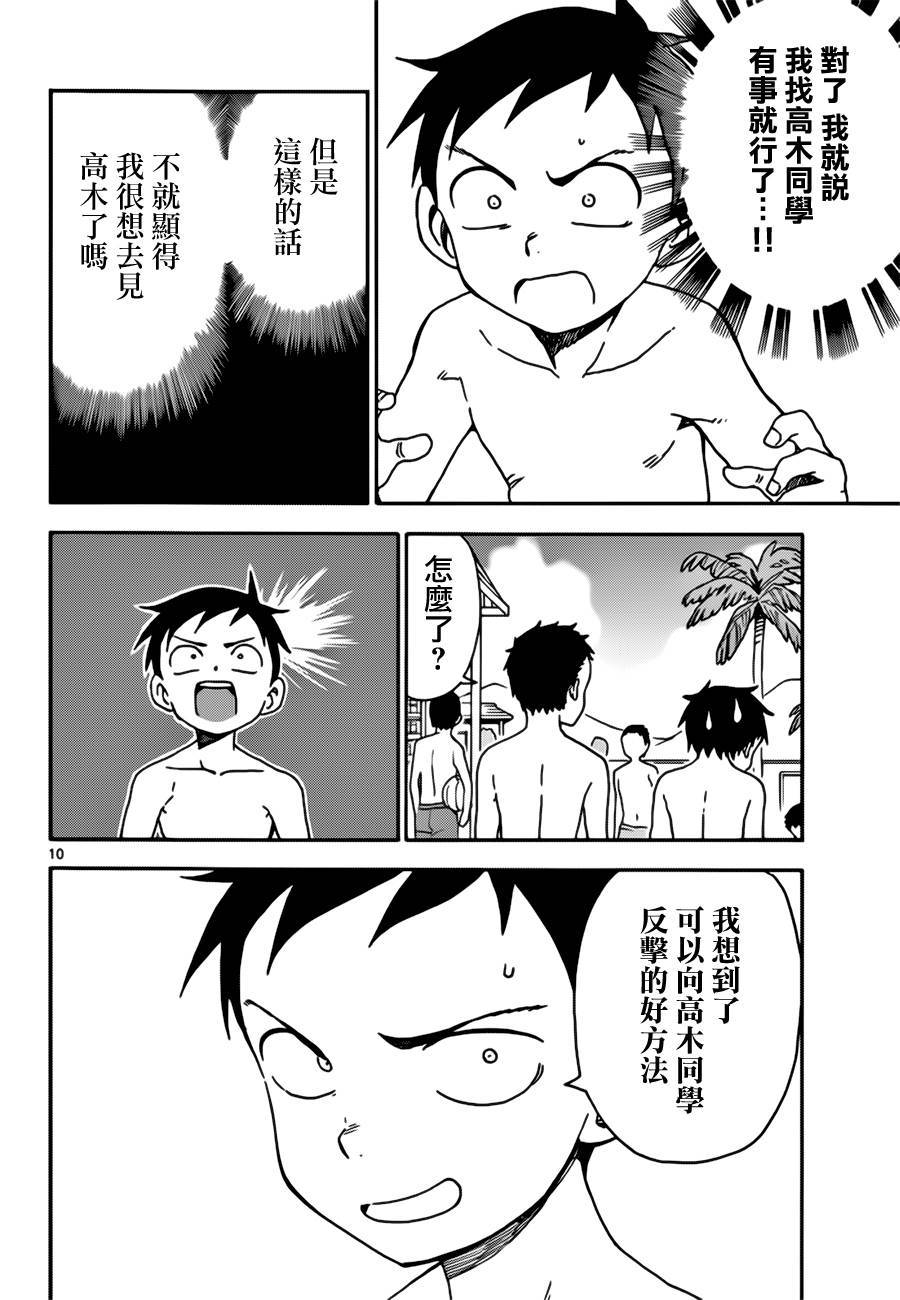 對了 我就説
我找高木同學
有事就行了…!!
但是
這樣的話
不就顯得
我很想去見
高木了嗎
怎麼了?
10
我想到了
可以向高木同學
反擊的好方法